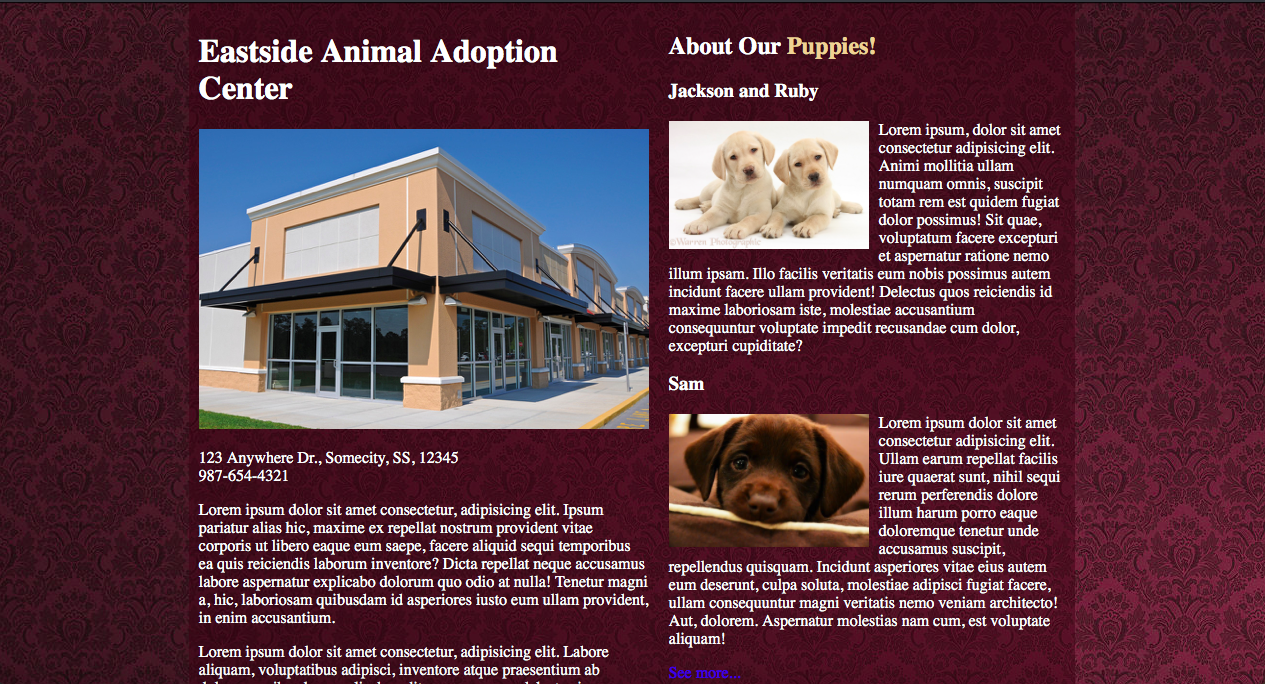 Eastside Animal Adoption
Center
123 Anywhere Dr., Somecity, SS, 12345
987-654-4321
Lorem ipsum dolor sit amet consectetur, adipisicing elit. Ipsum
pariatur alias hic, maxime ex repellat nostrum provident vitae
corporis ut libero eaque eum saepe, facere aliquid sequi temporibus
ea quis reiciendis laborum inventore? Dicta repellat neque accusamus
labore aspernatur explicabo dolorum quo odio at nulla! Tenetur magni
a, hic, laboriosam quibusdam id asperiores iusto eum ullam provident,
in enim accusantium.
Lorem ipsum dolor sit amet consectetur, adipisicing elit. Labore
aliquam, voluptatibus adipisci, inventore atque praesentium ab
About Our Puppies!
Jackson and Ruby
©Warren Photographic
Lorem ipsum, dolor sit amet
consectetur adipisicing elit.
Animi mollitia ullam
numquam omnis, suscipit
totam rem est quidem fugiat
dolor possimus! Sit quae,
voluptatum facere excepturi
et aspernatur ratione nemo
illum ipsam. Illo facilis veritatis eum nobis possimus autem
incidunt facere ullam provident! Delectus quos reiciendis id
maxime laboriosam iste, molestiae accusantium
consequuntur voluptate impedit recusandae cum dolor,
excepturi cupiditate?
Sam
Lorem ipsum dolor sit amet
consectetur adipisicing elit.
Ullam earum repellat facilis
iure quaerat sunt, nihil sequi
rerum perferendis dolore
illum harum porro eaque
doloremque tenetur unde
accusamus suscipit,
repellendus quisquam. Incidunt asperiores vitae eius autem
eum deserunt, culpa soluta, molestiae adipisci fugiat facere,
ullam consequuntur magni veritatis nemo veniam architecto!
Aut, dolorem. Aspernatur molestias nam cum, est voluptate
aliquam!
See more...